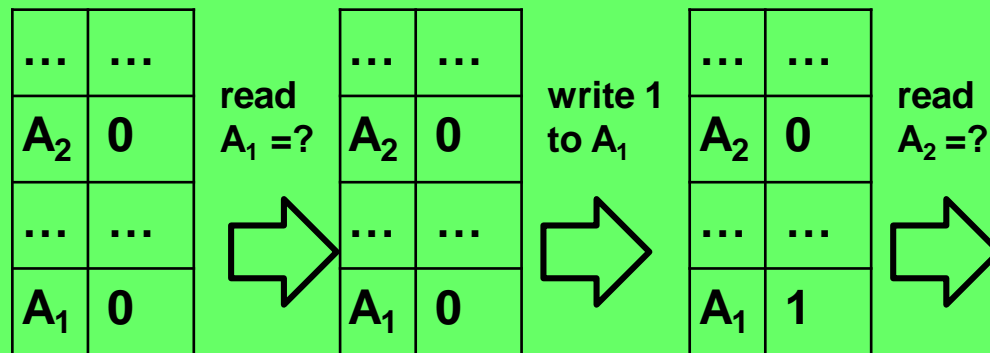 … …
A₂ 0
… …
A₁ 0
read
A₁ =?
… …
A₂ 0
… …
A₁ 0
write 1
to A₁
… …
A₂ 0
… …
A₁ 1
read
A₂ =?